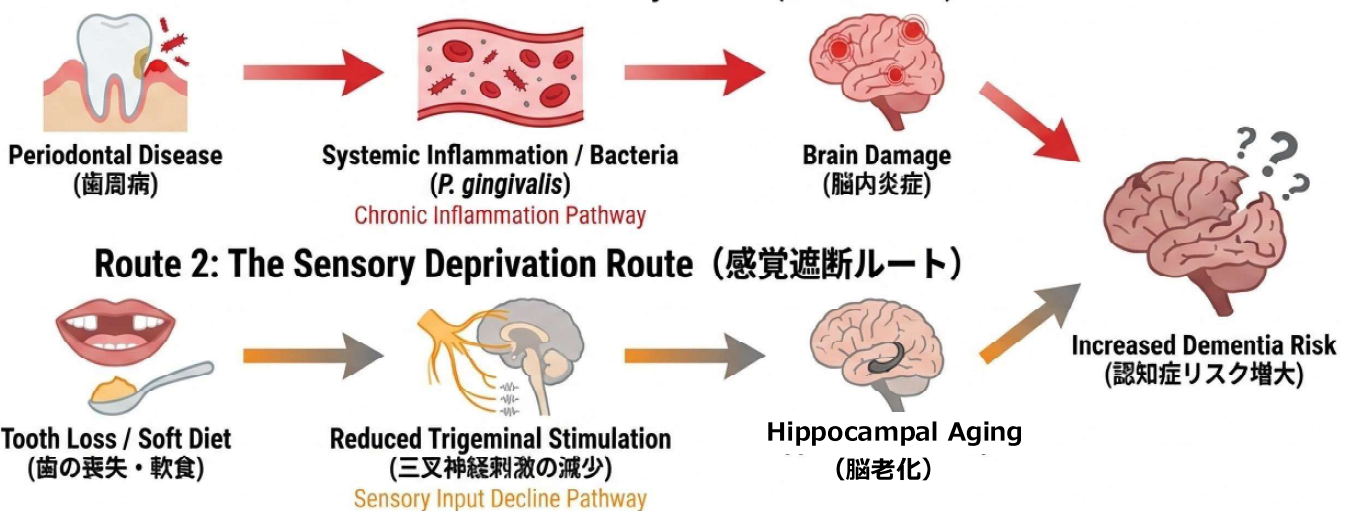 Periodontal Disease
(歯周病)
Systemic Inflammation / Bacteria
(P. gingivalis)
Chronic Inflammation Pathway
Brain Damage
(脳内炎症)
Route 2: The Sensory Deprivation Route（感覚遮断ルート）
Increased Dementia Risk
(認知症リスク増大)
Tooth Loss / Soft Diet
(歯の喪失・軟食)
Reduced Trigeminal Stimulation
(三叉神経刺激の減少)
Sensory Input Decline Pathway
Hippocampal Aging
（脳老化）